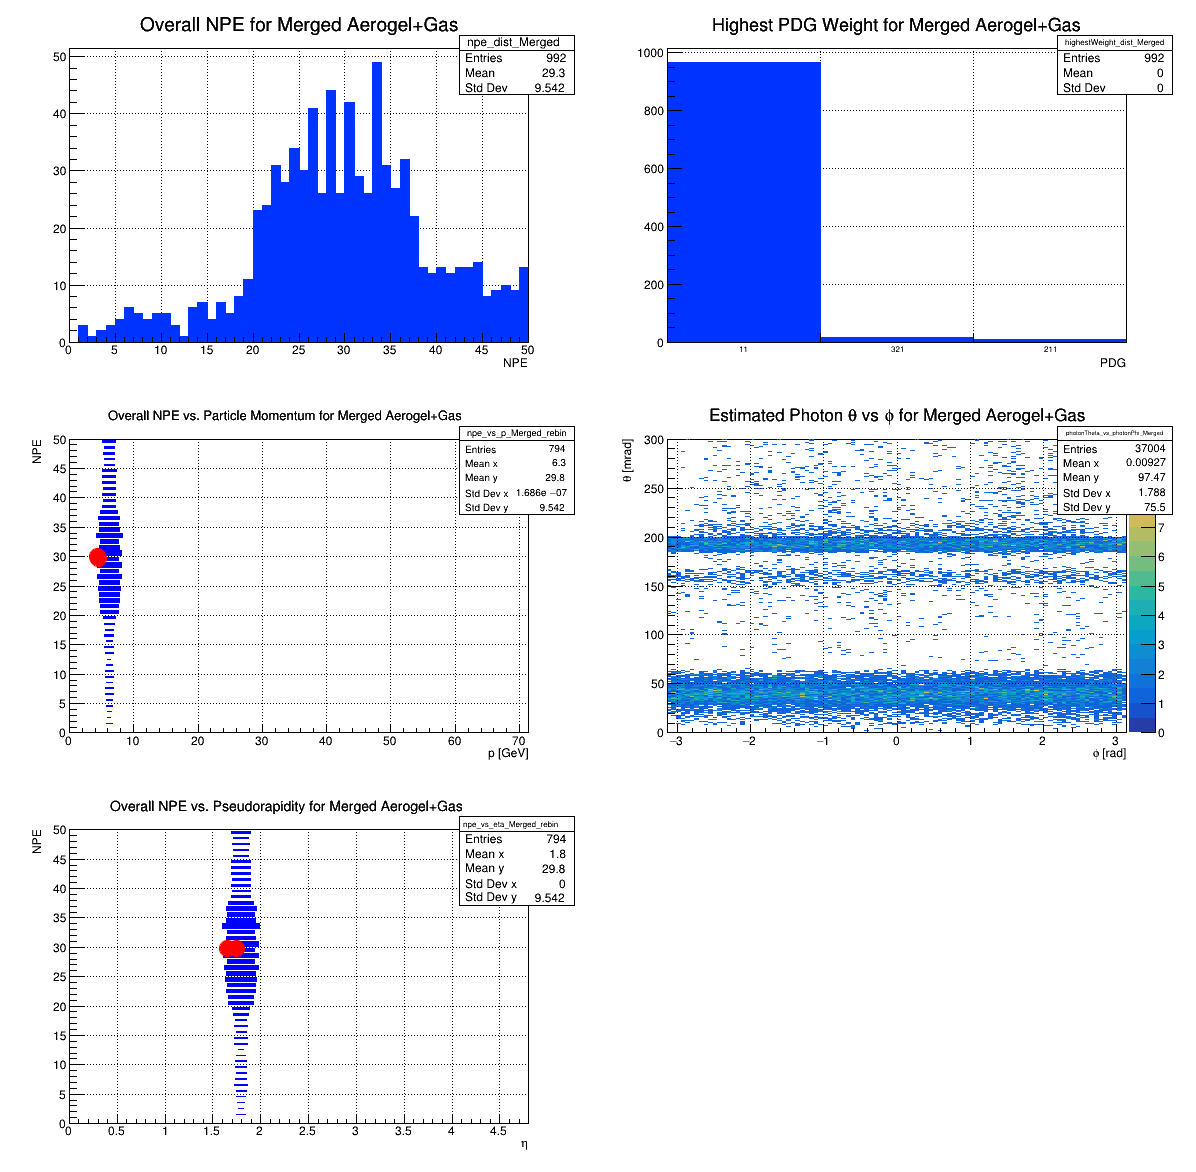 Overall NPE for Merged Aerogel+Gas
npe_dist_Merged
Entries 992
Mean 29.3
Std Dev 9.542
50
40
30
20
10
0
0 5 10 15 20 25 30 35 40 45 50
NPE
Highest PDG Weight for Merged Aerogel+Gas
highestWeight_dist_Merged
Entries 992
Mean 0
Std Dev 0
1000
800
600
400
200
0
11 321 211
PDG
Overall NPE vs. Particle Momentum for Merged Aerogel+Gas
npe_vs_p_Merged_rebin
Entries 794
Mean x 6.3
Mean y 29.8
Std Dev x 1.686e −07
Std Dev y 9.542
NPE
50
45
40
35
30
25
20
15
10
5
0
0 10 20 30 40 50 60 70
p [GeV]
Estimated Photon θ vs ϕ for Merged Aerogel+Gas
photonTheta_vs_photonPhi_Merged
Entries 37004
Mean x 0.00927
Mean y 97.47
Std Dev x 1.788
Std Dev y 75.5
θ [mrad]
300
250
200
150
100
50
0
−3 −2 −1 0 1 2 3
ϕ [rad]
7
6
5
4
3
2
1
0
Overall NPE vs. Pseudorapidity for Merged Aerogel+Gas
npe_vs_eta_Merged_rebin
Entries 794
Mean x 1.8
Mean y 29.8
Std Dev x 0
Std Dev y 9.542
NPE
50
45
40
35
30
25
20
15
10
5
0
0 0.5 1 1.5 2 2.5 3 3.5 4 4.5
η